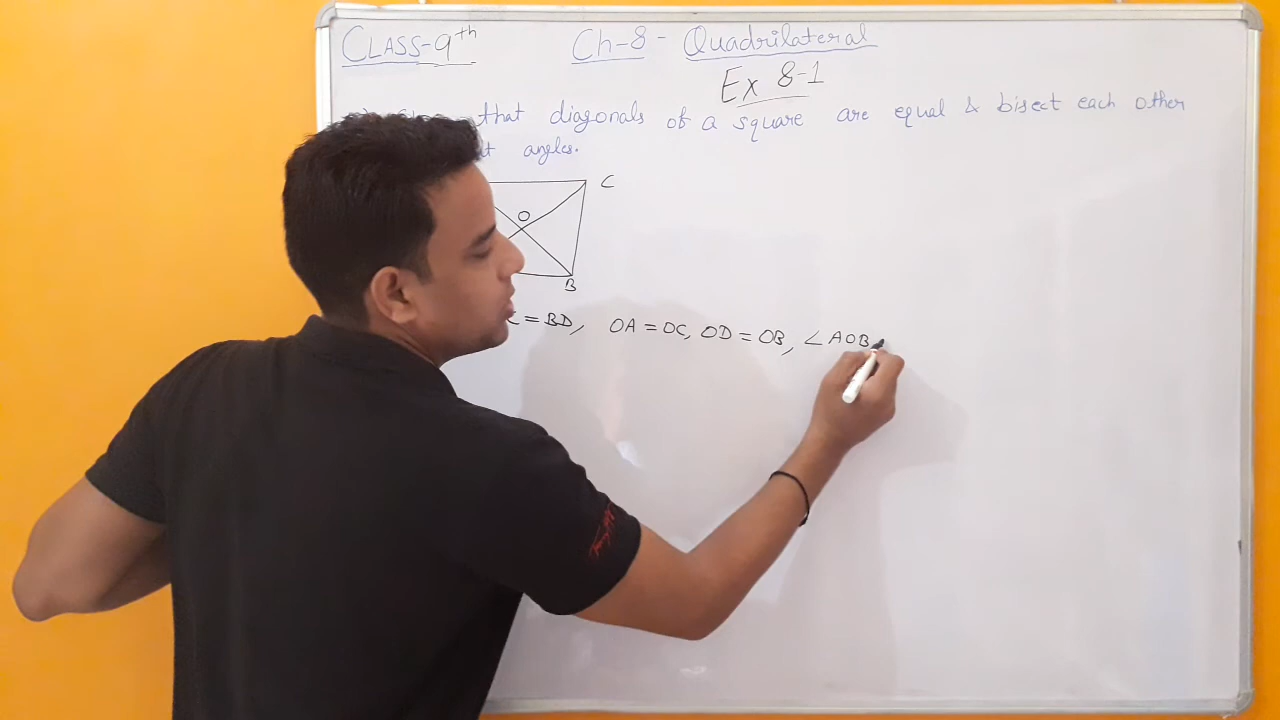 CLASS-9th Ch-8 - Quadrilateral
Ex 8-1
that diagonals of a square are equal & bisect each other
angles.
C
O
B
= BD, OA = OC, OD = OB, ∠AOB